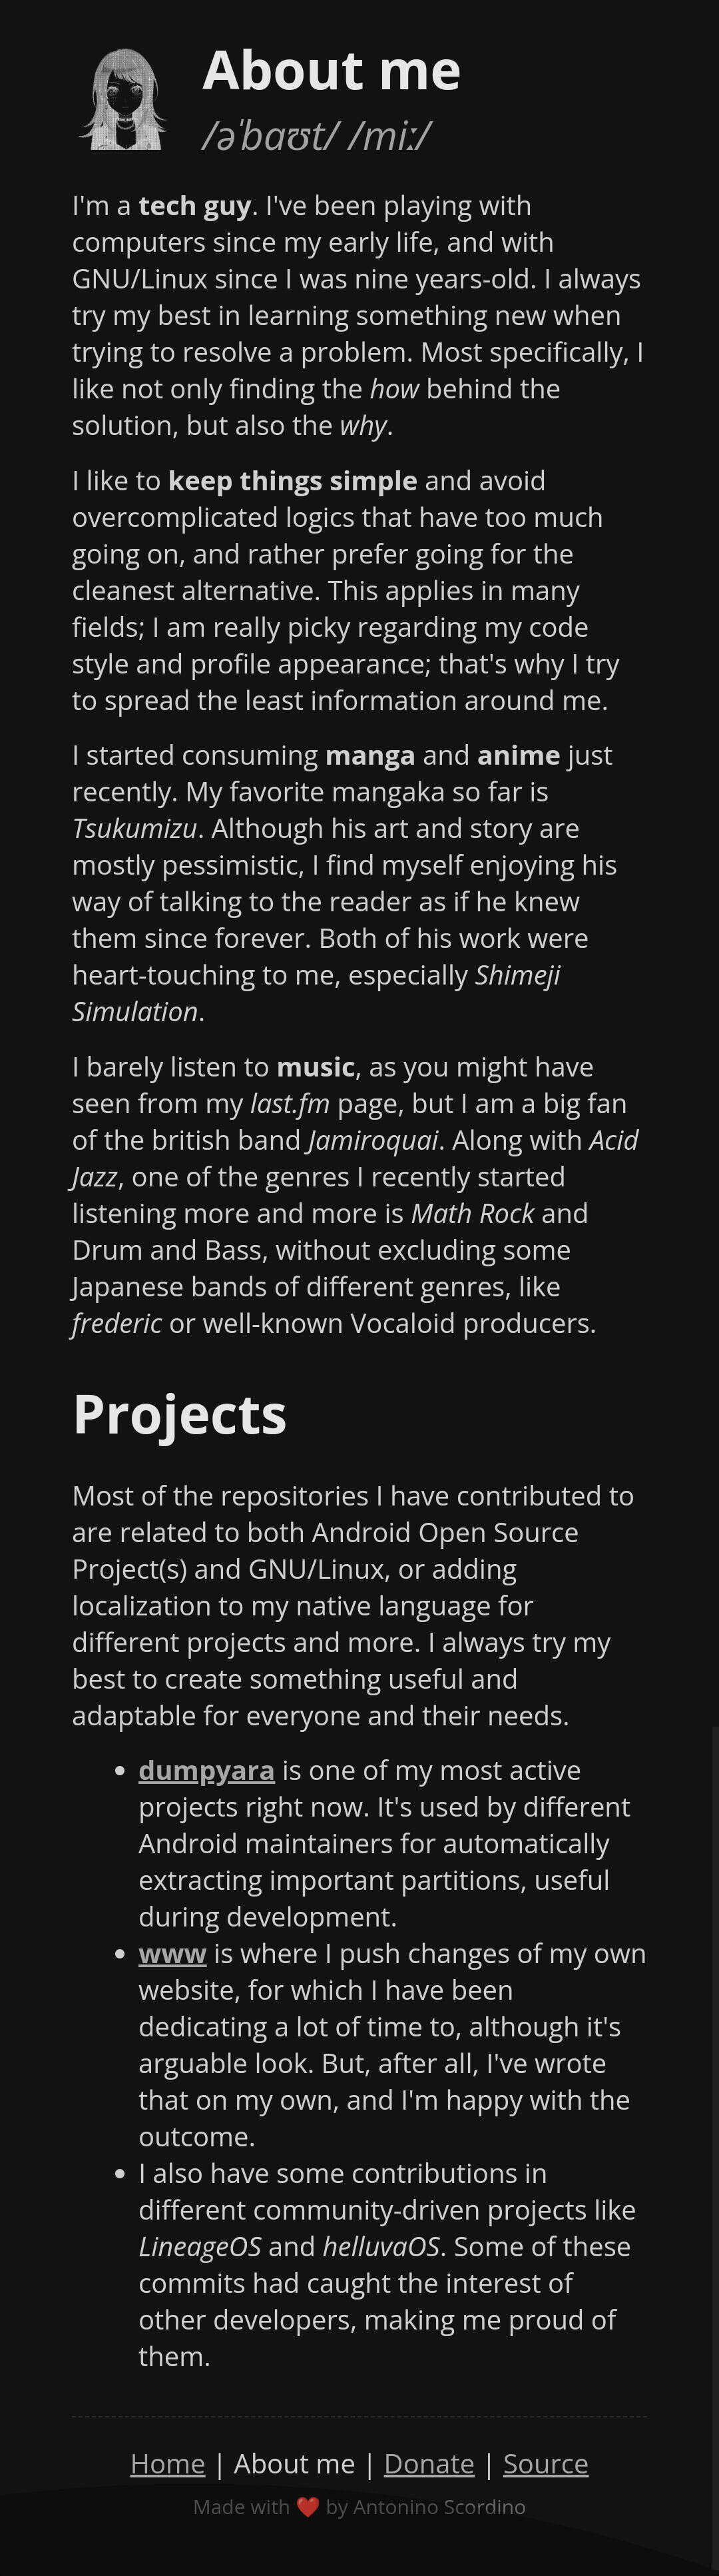 About me
/əˈbaʊt/ /miː/
I'm a tech guy. I've been playing with
computers since my early life, and with
GNU/Linux since I was nine years-old. I always
try my best in learning something new when
trying to resolve a problem. Most specifically, I
like not only finding the how behind the
solution, but also the why.
I like to keep things simple and avoid
overcomplicated logics that have too much
going on, and rather prefer going for the
cleanest alternative. This applies in many
fields; I am really picky regarding my code
style and profile appearance; that's why I try
to spread the least information around me.
I started consuming manga and anime just
recently. My favorite mangaka so far is
Tsukumizu. Although his art and story are
mostly pessimistic, I find myself enjoying his
way of talking to the reader as if he knew
them since forever. Both of his work were
heart-touching to me, especially Shimeji
Simulation.
I barely listen to music, as you might have
seen from my last.fm page, but I am a big fan
of the british band Jamiroquai. Along with Acid
Jazz, one of the genres I recently started
listening more and more is Math Rock and
Drum and Bass, without excluding some
Japanese bands of different genres, like
frederic or well-known Vocaloid producers.
Projects
Most of the repositories I have contributed to
are related to both Android Open Source
Project(s) and GNU/Linux, or adding
localization to my native language for
different projects and more. I always try my
best to create something useful and
adaptable for everyone and their needs.
• dumpyara is one of my most active
projects right now. It's used by different
Android maintainers for automatically
extracting important partitions, useful
during development.
• www is where I push changes of my own
website, for which I have been
dedicating a lot of time to, although it's
arguable look. But, after all, I've wrote
that on my own, and I'm happy with the
outcome.
• I also have some contributions in
different community-driven projects like
LineageOS and helluvaOS. Some of these
commits had caught the interest of
other developers, making me proud of
them.
Home | About me | Donate | Source
Made with ❤️ by Antonino Scordino